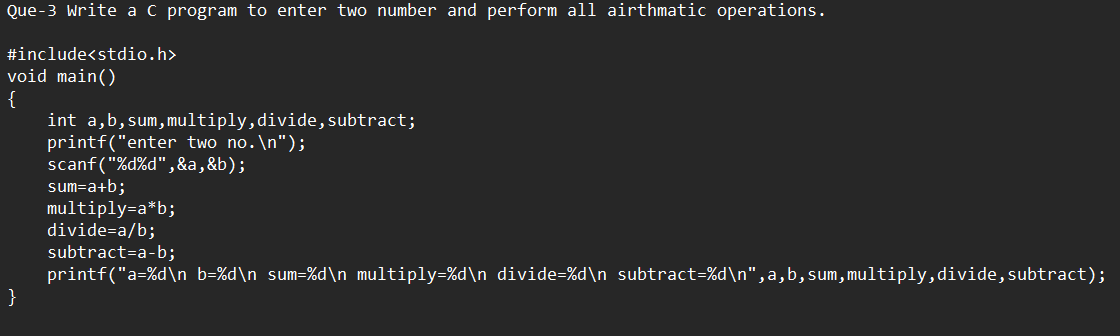 Que-3 Write a C program to enter two number and perform all airthmatic operations.
#include<stdio.h>
void main()
{
int a,b,sum,multiply,divide,subtract;
printf("enter two no.\n");
scanf("%d%d",&a,&b);
sum=a+b;
multiply=a*b;
divide=a/b;
subtract=a-b;
printf("a=%d\n b=%d\n sum=%d\n multiply=%d\n divide=%d\n subtract=%d\n",a,b,sum,multiply,divide,subtract);
}